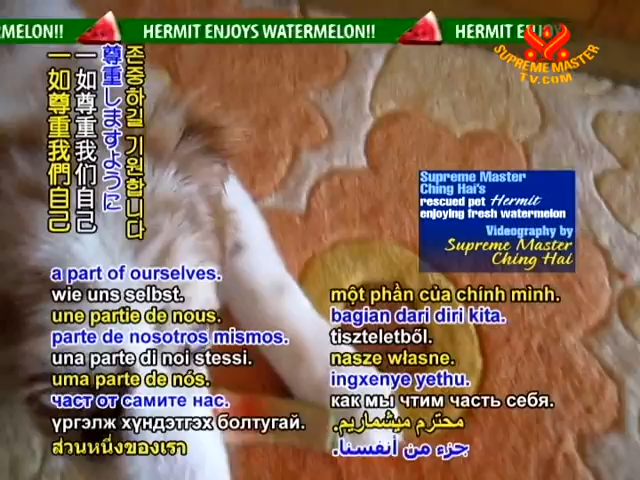 MELON!!
HERMIT ENJOYS WATERMELON!!
HERMIT
SUPREME MASTER
TV.COM
존중하길 기원합니다
尊重しますように
一如尊重我们自己
一如尊重我們自己
Supreme Master
Ching Hai's
rescued pet Hermit
enjoying fresh watermelon
Videography by
Supreme Master
Ching Hai
a part of ourselves.
wie uns selbst.
une partie de nous.
parte de nosotros mismos.
una parte di noi stessi.
uma parte de nós.
част от самите нас.
үргэлж хүндэтгэх болтугай.
ส่วนหนึ่งของเรา
một phần của chính mình.
bagian dari diri kita.
tiszteletből.
nasze własne.
ingxenye yethu.
как мы чтим часть себя.
محترم میشماریم.
جزء من أنفسنا.